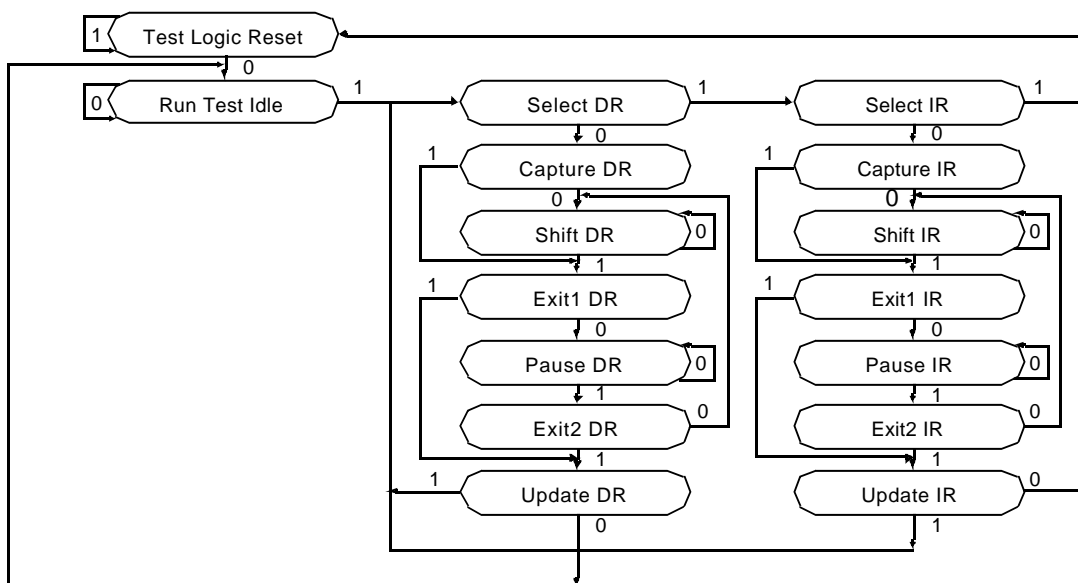 1 Test Logic Reset
0
0 Run Test Idle 1 Select DR 1 Select IR 1
0 0
1 Capture DR 1 Capture IR
0 0
Shift DR 0 Shift IR 0
1 1
1 Exit1 DR 1 Exit1 IR
0 0
Pause DR 0 Pause IR 0
1 1
Exit2 DR 0 Exit2 IR 0
1 1
1 Update DR Update IR 0
0 1